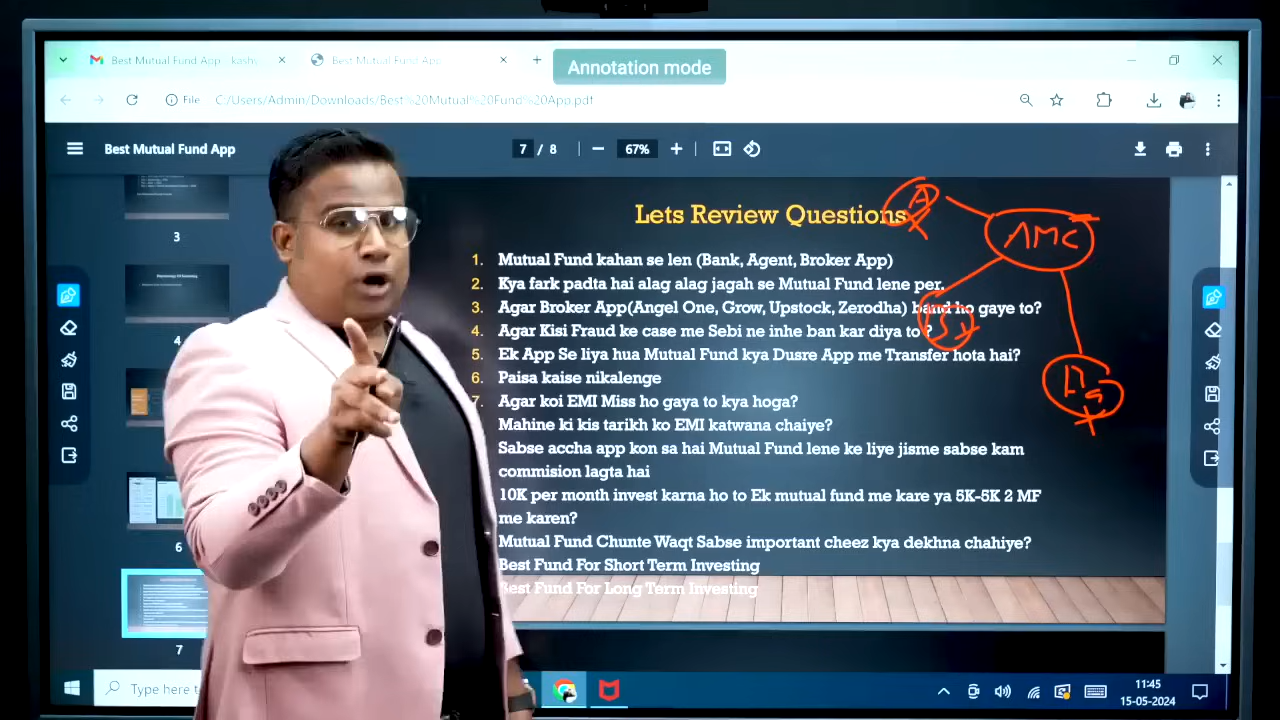 Best Mutual Fund App - kash
Best Mutual Fund App
Annotation mode
File C:/Users/Admin/Downloads/Best%20Mutual%20Fund%20App.pdf
Best Mutual Fund App
7 / 8
67%
3
4
6
7
Lets Review Questions
1. Mutual Fund kahan se len (Bank, Agent, Broker App)
2. Kya fark padta hai alag alag jagah se Mutual Fund lene per.
3. Agar Broker App(Angel One, Grow, Upstock, Zerodha) band ho gaye to?
4. Agar Kisi Fraud ke case me Sebi ne inhe ban kar diya to ?
5. Ek App Se liya hua Mutual Fund kya Dusre App me Transfer hota hai?
6. Paisa kaise nikalenge
7. Agar koi EMI Miss ho gaya to kya hoga?
Mahine ki kis tarikh ko EMI katwana chaiye?
Sabse accha app kon sa hai Mutual Fund lene ke liye jisme sabse kam
commision lagta hai
10K per month invest karna ho to Ek mutual fund me kare ya 5K-5K 2 MF
me karen?
Mutual Fund Chunte Waqt Sabse important cheez kya dekhna chahiye?
Best Fund For Short Term Investing
Best Fund For Long Term Investing
A
AMC
Type here t
11:45
15-05-2024